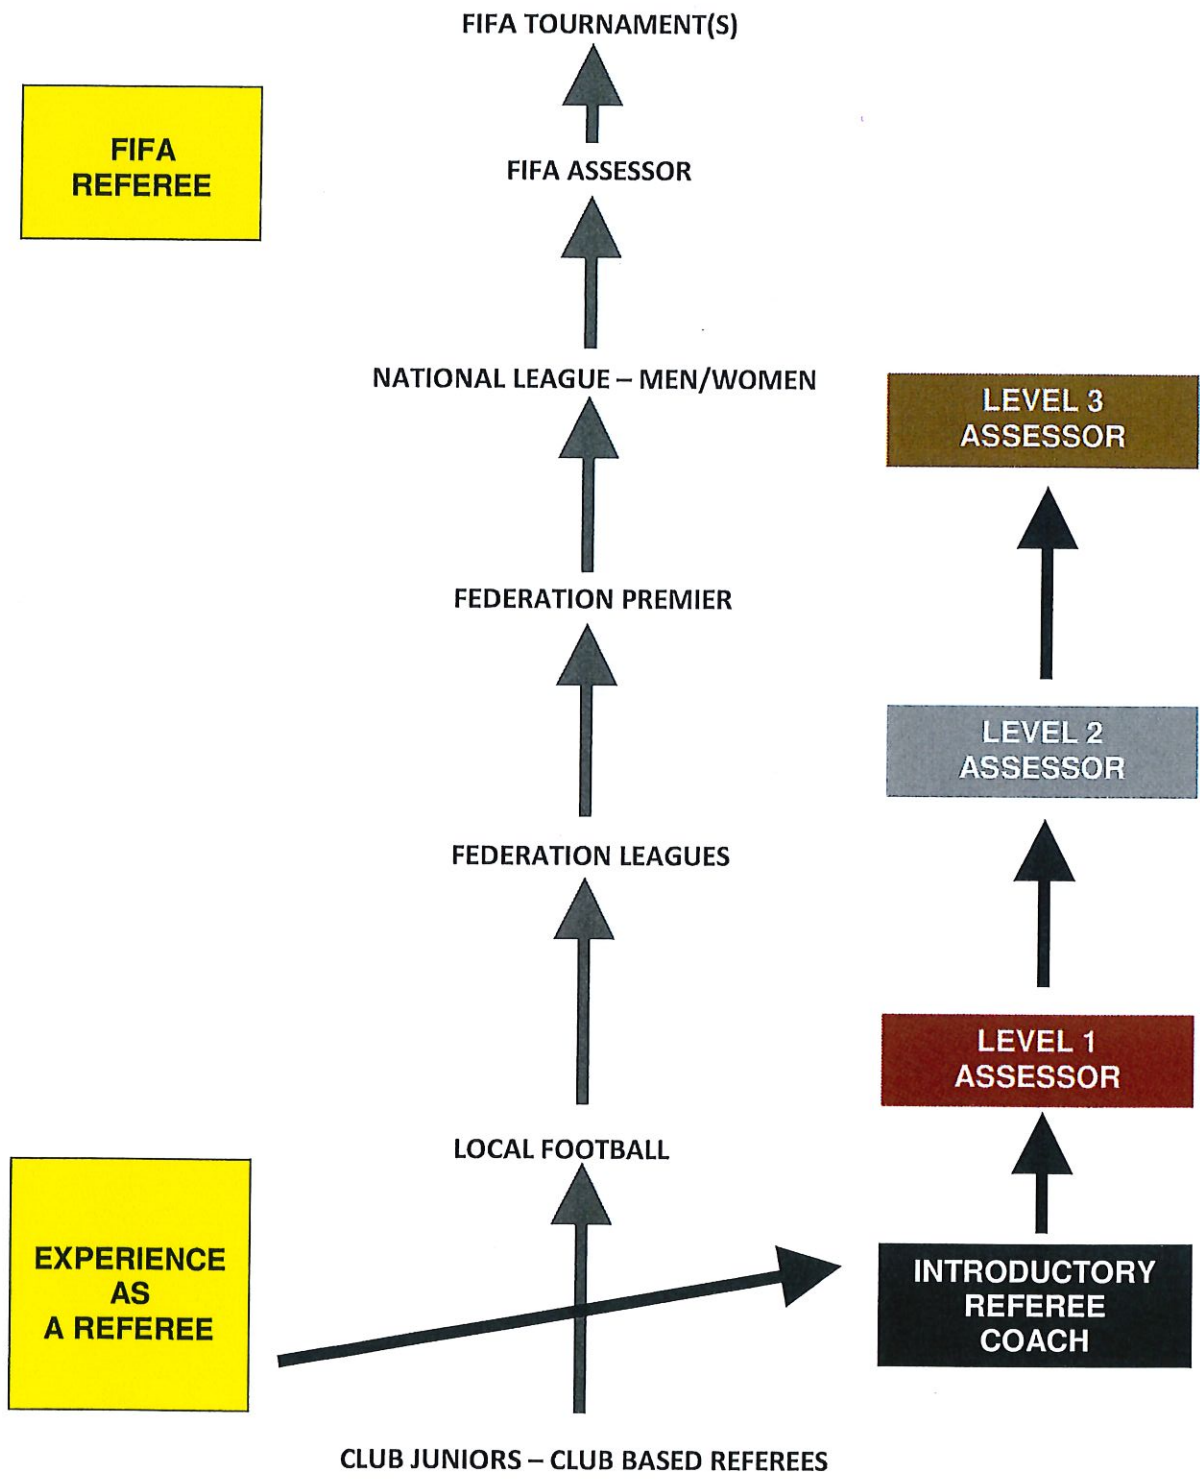 FIFA TOURNAMENT(S)
FIFA
REFEREE
FIFA ASSESSOR
NATIONAL LEAGUE – MEN/WOMEN
LEVEL 3
ASSESSOR
FEDERATION PREMIER
LEVEL 2
ASSESSOR
FEDERATION LEAGUES
LEVEL 1
ASSESSOR
LOCAL FOOTBALL
EXPERIENCE
AS
A REFEREE
INTRODUCTORY
REFEREE
COACH
CLUB JUNIORS – CLUB BASED REFEREES